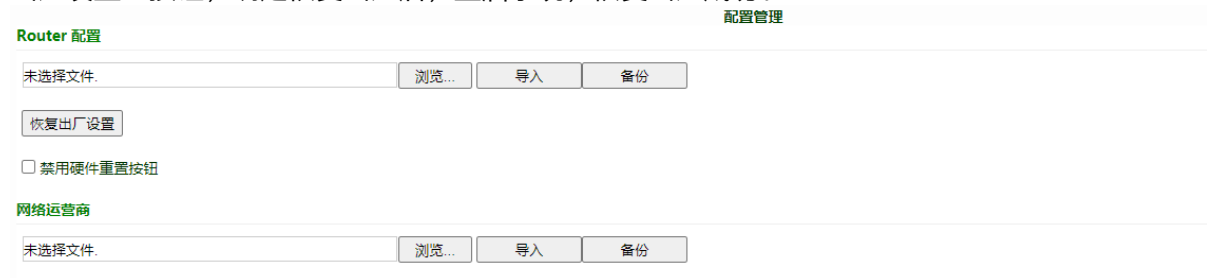 配置管理
Router 配置
未选择文件. 浏览... 导入 备份
恢复出厂设置
禁用硬件重置按钮
网络运营商
未选择文件. 浏览... 导入 备份